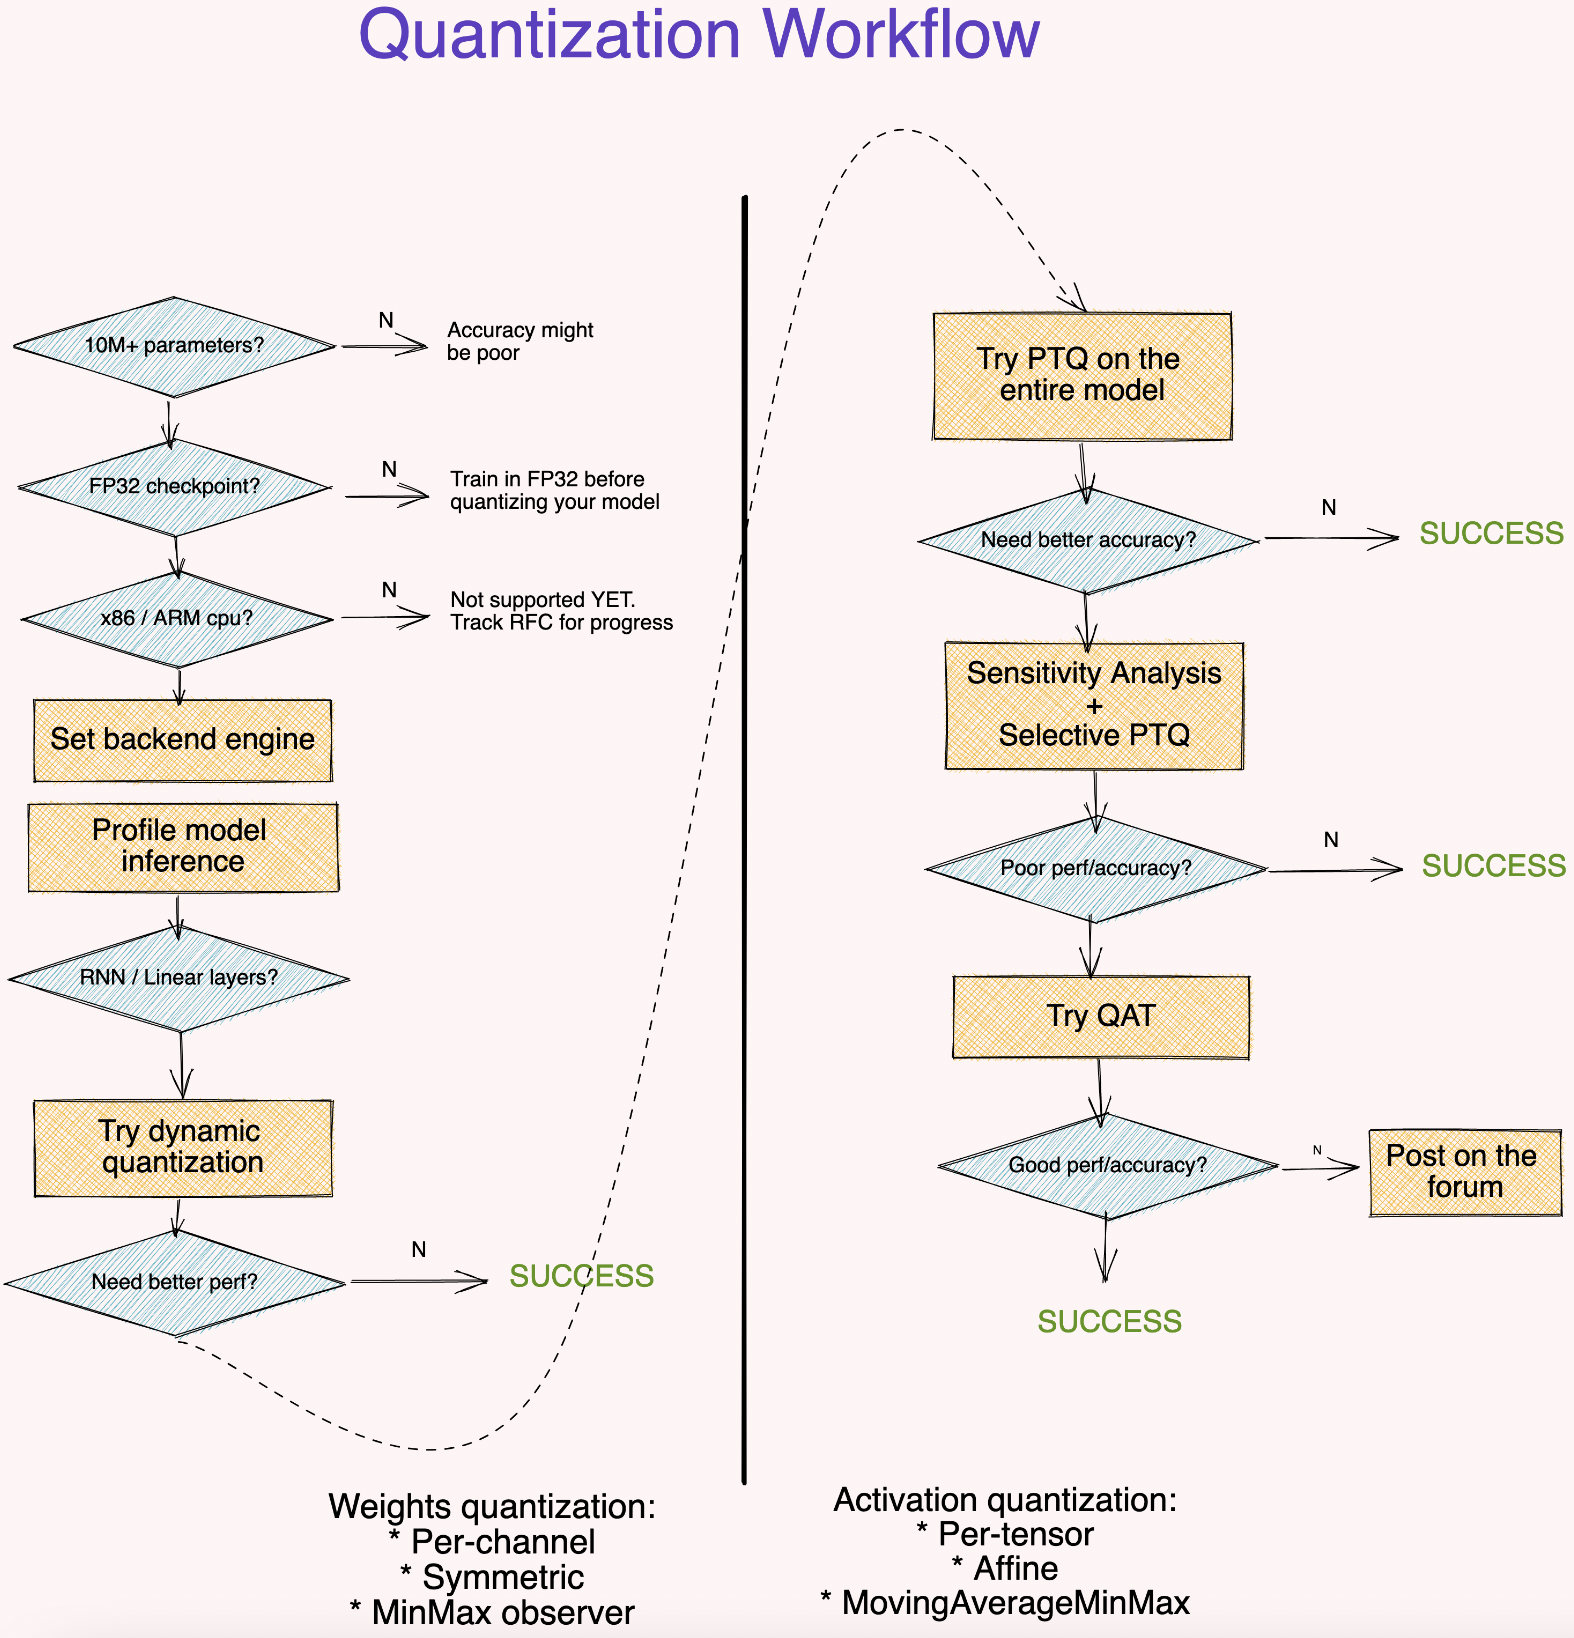 Quantization Workflow
10M+ parameters?
N
Accuracy might
be poor
FP32 checkpoint?
N
Train in FP32 before
quantizing your model
x86 / ARM cpu?
N
Not supported YET.
Track RFC for progress
Set backend engine
Profile model
inference
RNN / Linear layers?
Try dynamic
quantization
Need better perf?
N
SUCCESS
Try PTQ on the
entire model
Need better accuracy?
N
SUCCESS
Sensitivity Analysis
+
Selective PTQ
Poor perf/accuracy?
N
SUCCESS
Try QAT
Good perf/accuracy?
N
Post on the
forum
SUCCESS
Weights quantization:
* Per-channel
* Symmetric
* MinMax observer
Activation quantization:
* Per-tensor
* Affine
* MovingAverageMinMax